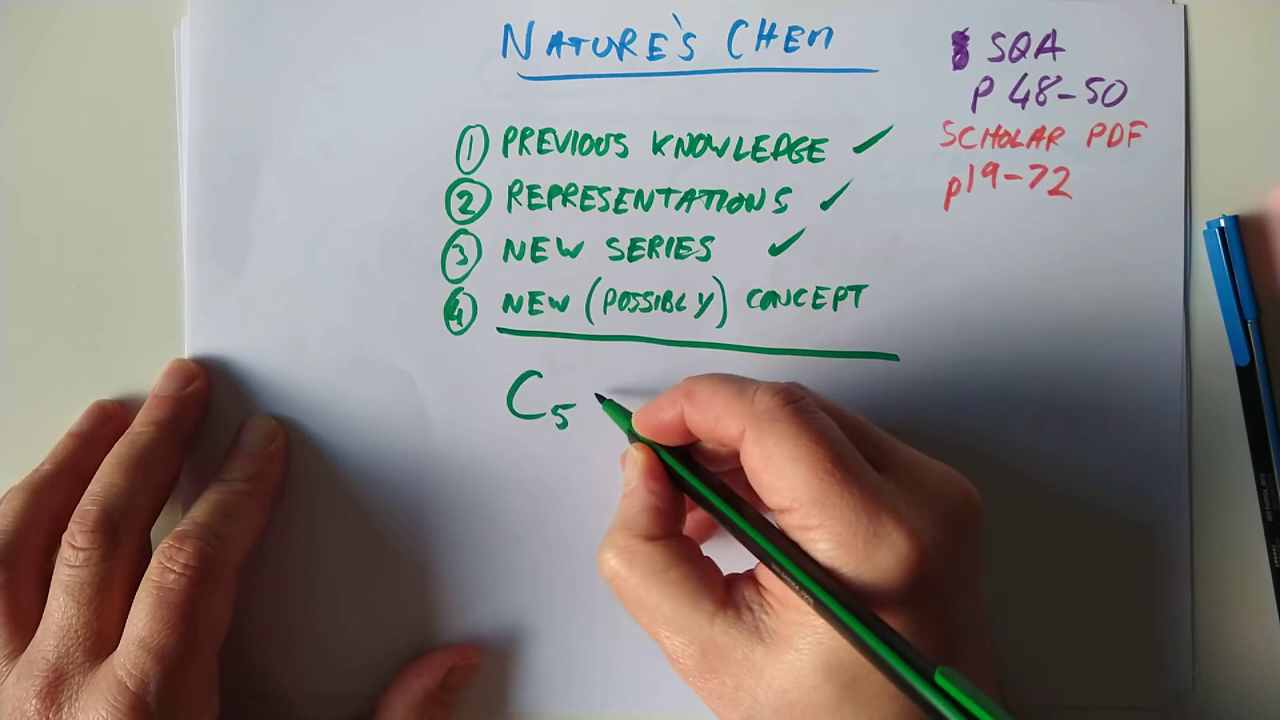 NATURE'S CHEM
① PREVIOUS KNOWLEDGE ✓
② REPRESENTATIONS ✓
③ NEW SERIES ✓
④ NEW (POSSIBLY) CONCEPT
C₅
SQA
p 48-50
SCHOLAR PDF
p19-72